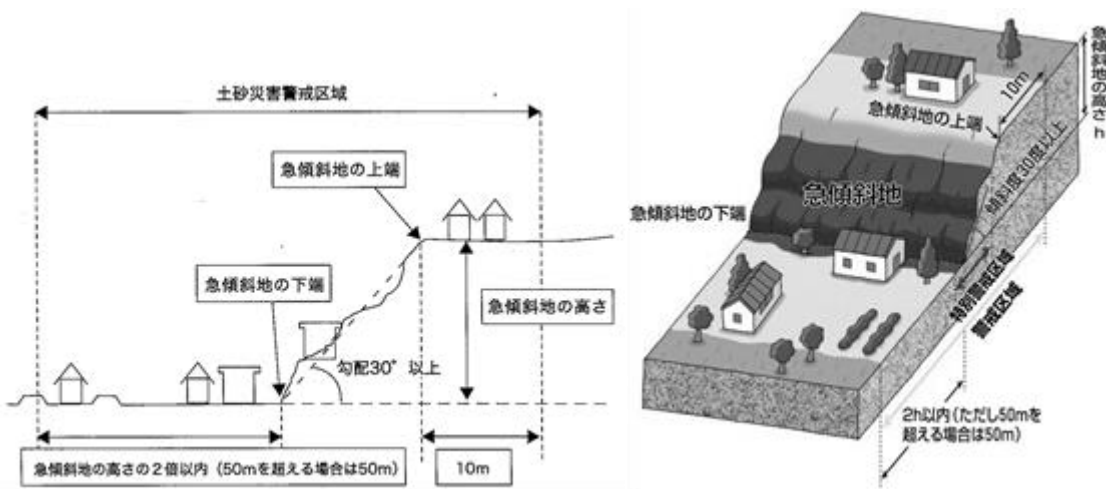 土砂災害警戒区域
急傾斜地の上端
急傾斜地の下端
急傾斜地の高さ
勾配30°以上
急傾斜地の高さの2倍以内(50mを超える場合は50m)
10m
急傾斜地の高さ h
10m
急傾斜地の上端
傾斜度30度以上
急傾斜地
急傾斜地の下端
特別警戒区域
警戒区域
2h以内(ただし50mを
超える場合は50m)